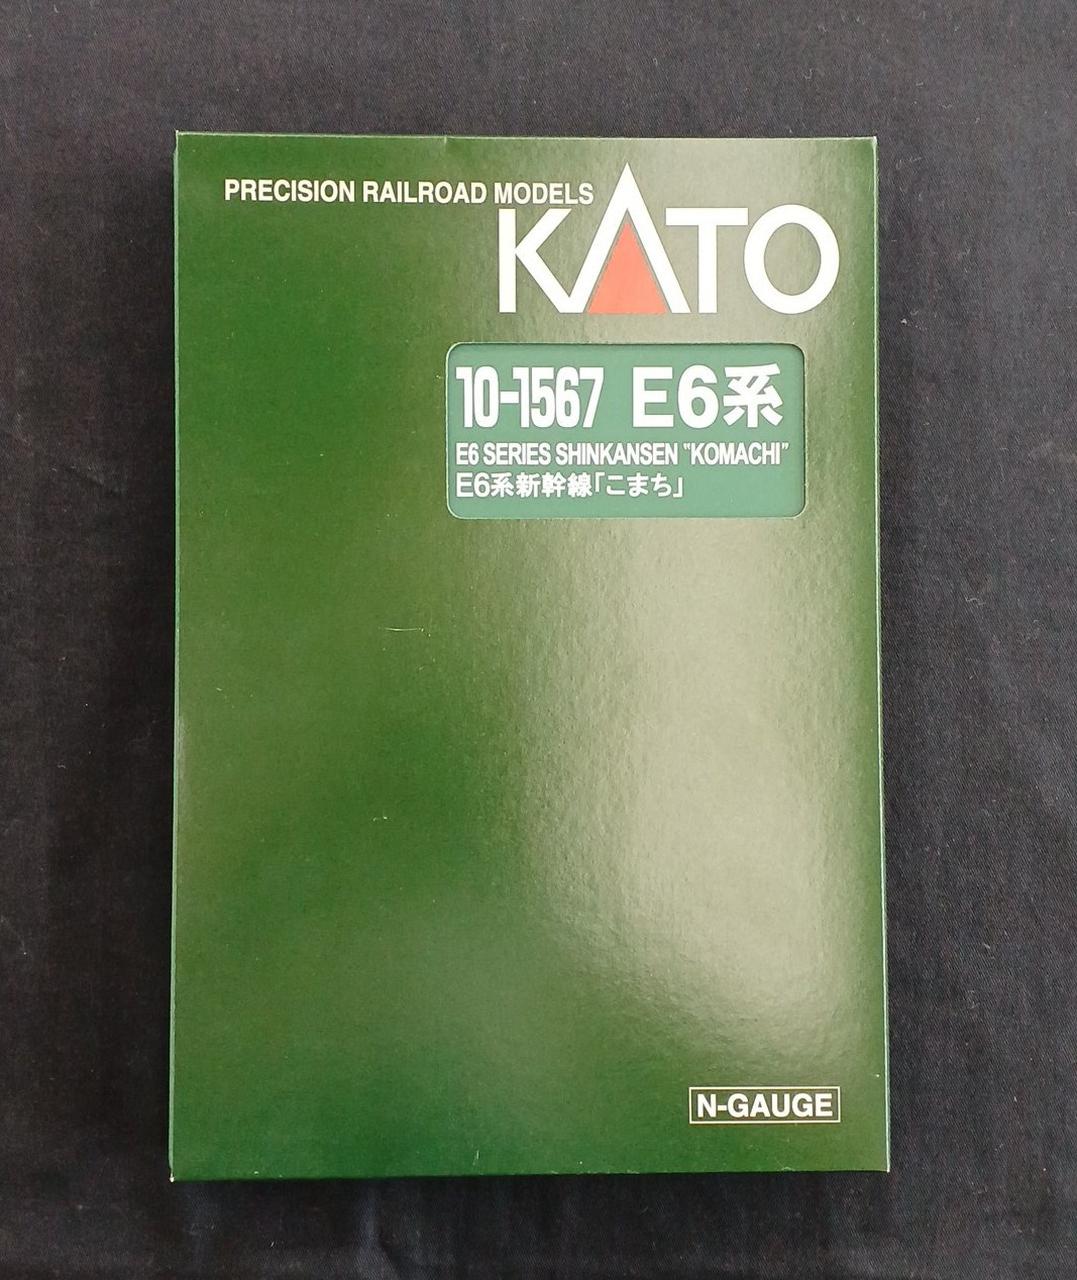 PRECISION RAILROAD MODELS
KATO
10-1567 E6系
E6 SERIES SHINKANSEN "KOMACHI"
E6系新幹線「こまち」
N-GAUGE